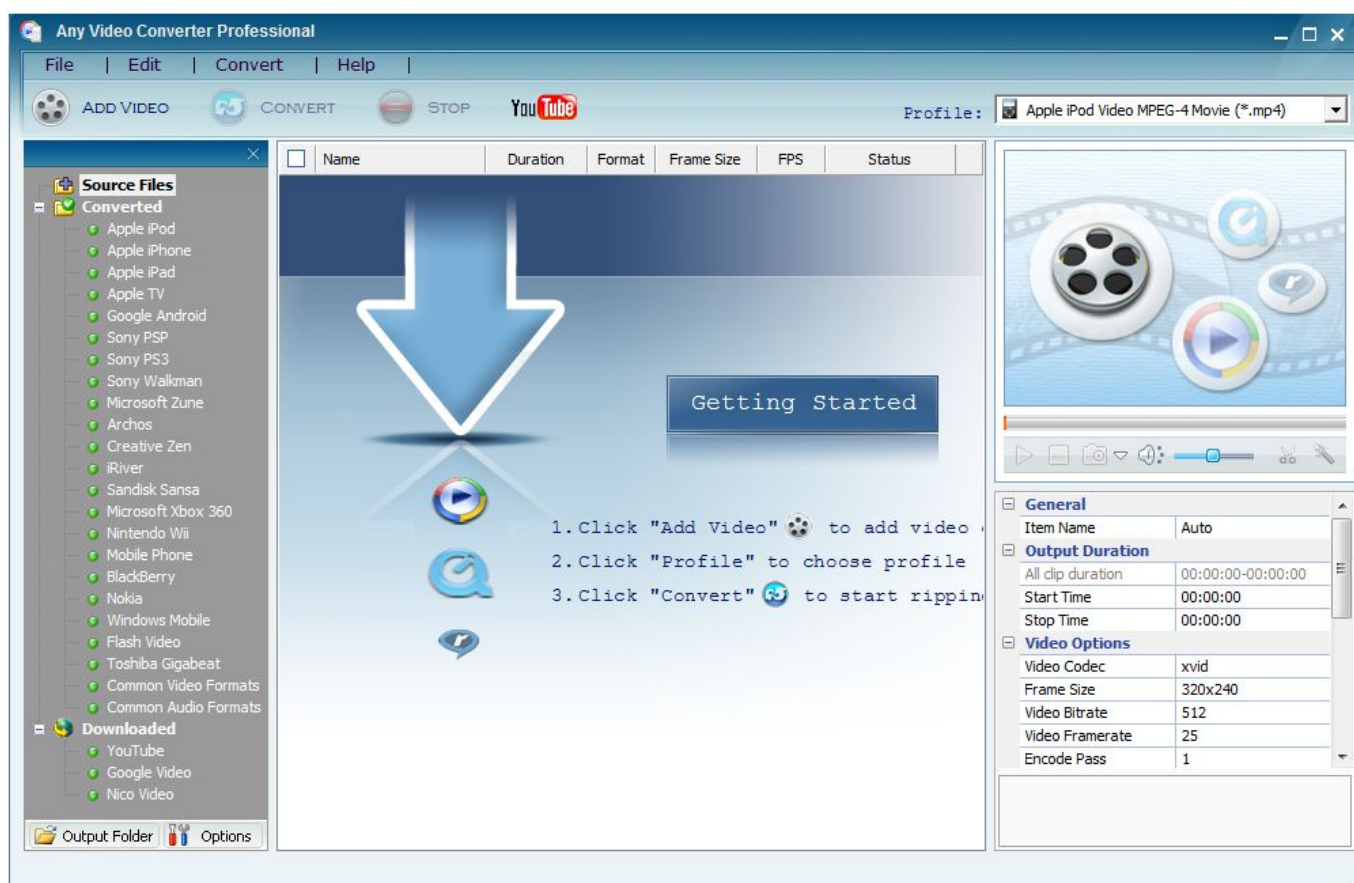 Any Video Converter Professional
File | Edit | Convert | Help |
ADD VIDEO CONVERT STOP YouTube Profile: Apple iPod Video MPEG-4 Movie (*.mp4)
Source Files
Converted
Apple iPod
Apple iPhone
Apple iPad
Apple TV
Google Android
Sony PSP
Sony PS3
Sony Walkman
Microsoft Zune
Archos
Creative Zen
iRiver
Sandisk Sansa
Microsoft Xbox 360
Nintendo Wii
Mobile Phone
BlackBerry
Nokia
Windows Mobile
Flash Video
Toshiba Gigabeat
Common Video Formats
Common Audio Formats
Downloaded
YouTube
Google Video
Nico Video
Output Folder Options
Name Duration Format Frame Size FPS Status
Getting Started
1.Click "Add Video" to add video
2.Click "Profile" to choose profile
3.Click "Convert" to start rippin
General
Item Name Auto
Output Duration
All clip duration 00:00:00-00:00:00
Start Time 00:00:00
Stop Time 00:00:00
Video Options
Video Codec xvid
Frame Size 320x240
Video Bitrate 512
Video Framerate 25
Encode Pass 1